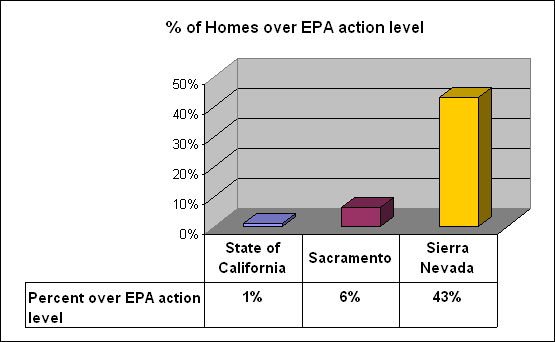 % of Homes over EPA action level
50%
40%
30%
20%
10%
0%
State of California
Sacramento
Sierra Nevada
Percent over EPA action level
1%
6%
43%